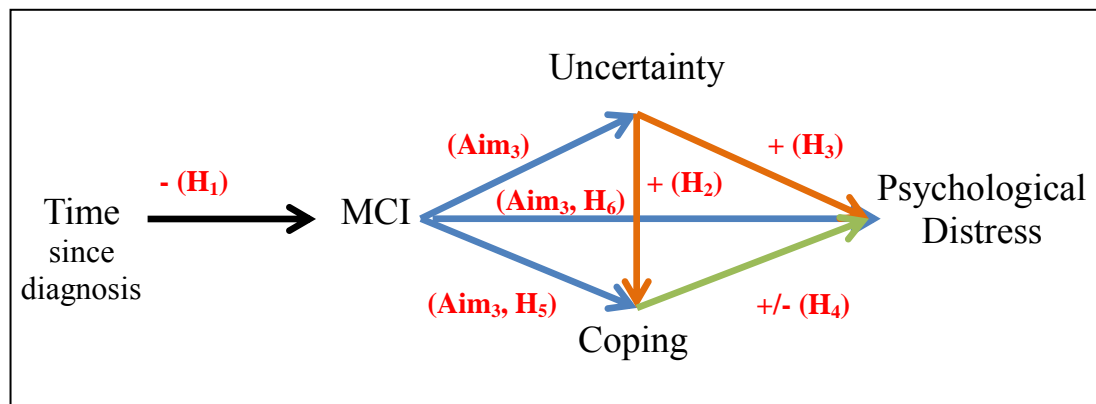 Uncertainty
(Aim₃)
+ (H₃)
- (H₁)
+ (H₂)
Time
since
diagnosis
MCI
(Aim₃, H₆)
Psychological
Distress
(Aim₃, H₅)
+/- (H₄)
Coping